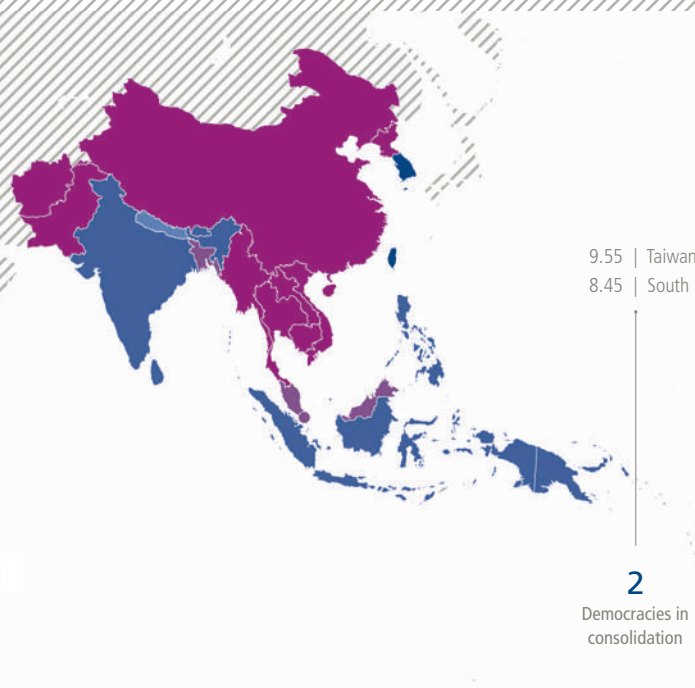 9.55 | Taiwan
8.45 | South
2
Democracies in
consolidation